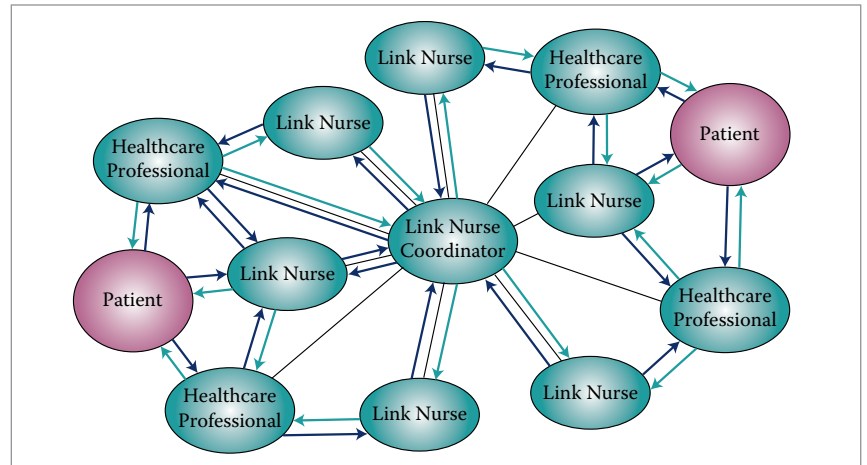 Link Nurse
Healthcare
Professional
Link Nurse
Patient
Healthcare
Professional
Link Nurse
Link Nurse
Coordinator
Link Nurse
Patient
Healthcare
Professional
Healthcare
Professional
Link Nurse
Link Nurse